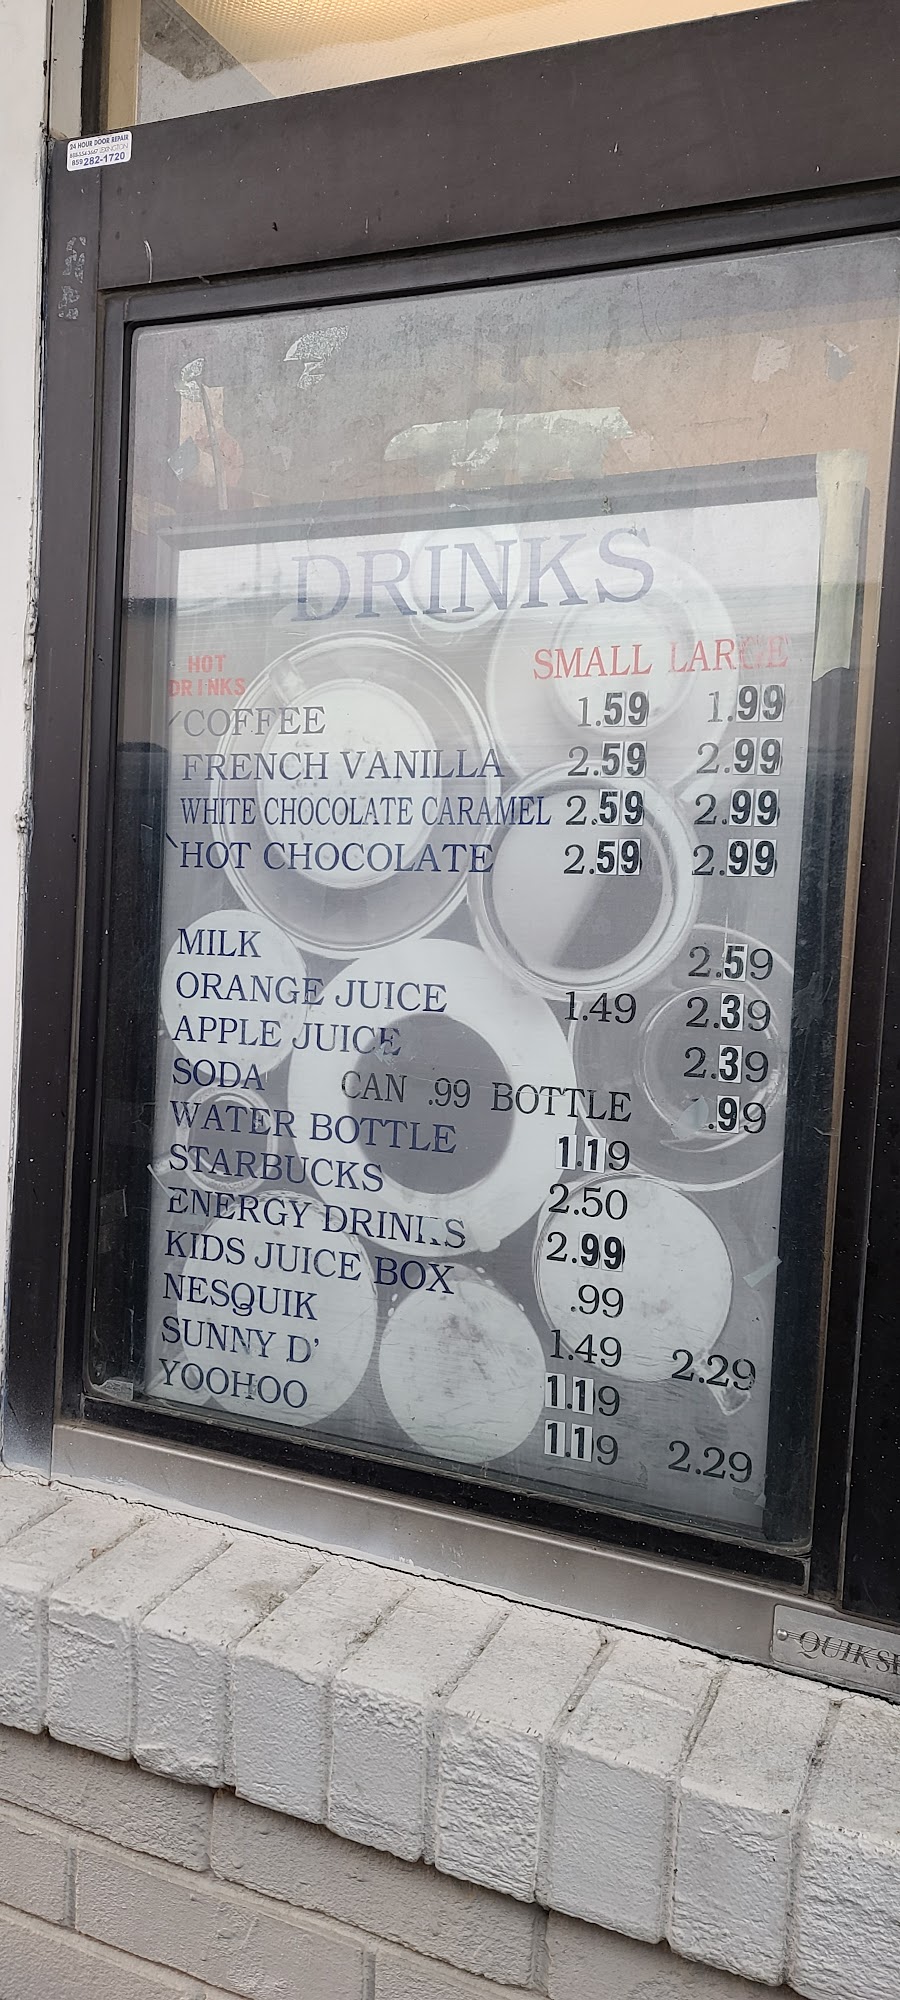 24 HOUR DOOR REPAIR
LEXINGTON
859 282-1720
DRINKS
HOT DRINKS SMALL LARGE
COFFEE 1.59 1.99
FRENCH VANILLA 2.59 2.99
WHITE CHOCOLATE CARAMEL 2.59 2.99
HOT CHOCOLATE 2.59 2.99
MILK 2.59
ORANGE JUICE 1.49 2.39
APPLE JUICE 2.39
SODA CAN .99 BOTTLE .99
WATER BOTTLE 1.19
STARBUCKS 2.50
ENERGY DRINKS 2.99
KIDS JUICE BOX .99
NESQUIK 1.49 2.29
SUNNY D' 1.19
YOOHOO 1.19 2.29